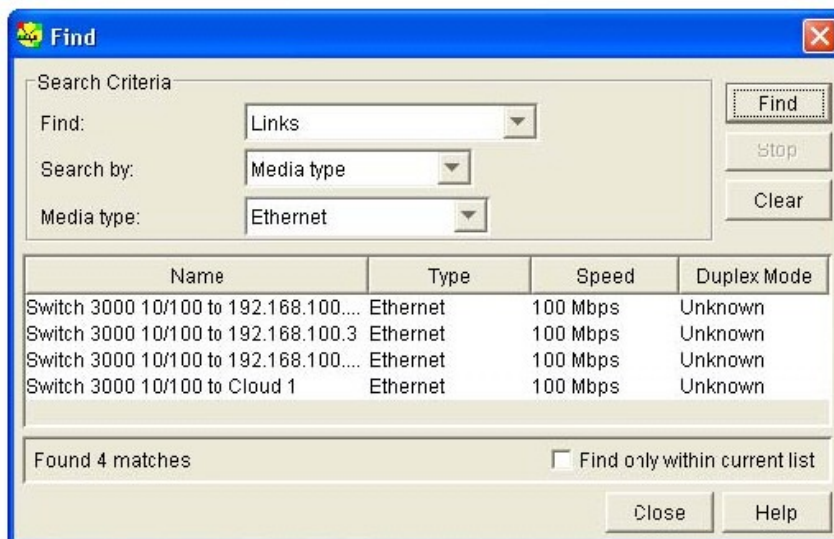 Find
Search Criteria
Find: Links
Search by: Media type
Media type: Ethernet
Find
Stop
Clear
Name Type Speed Duplex Mode
Switch 3000 10/100 to 192.168.100.... Ethernet 100 Mbps Unknown
Switch 3000 10/100 to 192.168.100.3 Ethernet 100 Mbps Unknown
Switch 3000 10/100 to 192.168.100.... Ethernet 100 Mbps Unknown
Switch 3000 10/100 to Cloud 1 Ethernet 100 Mbps Unknown
Found 4 matches Find only within current list
Close Help